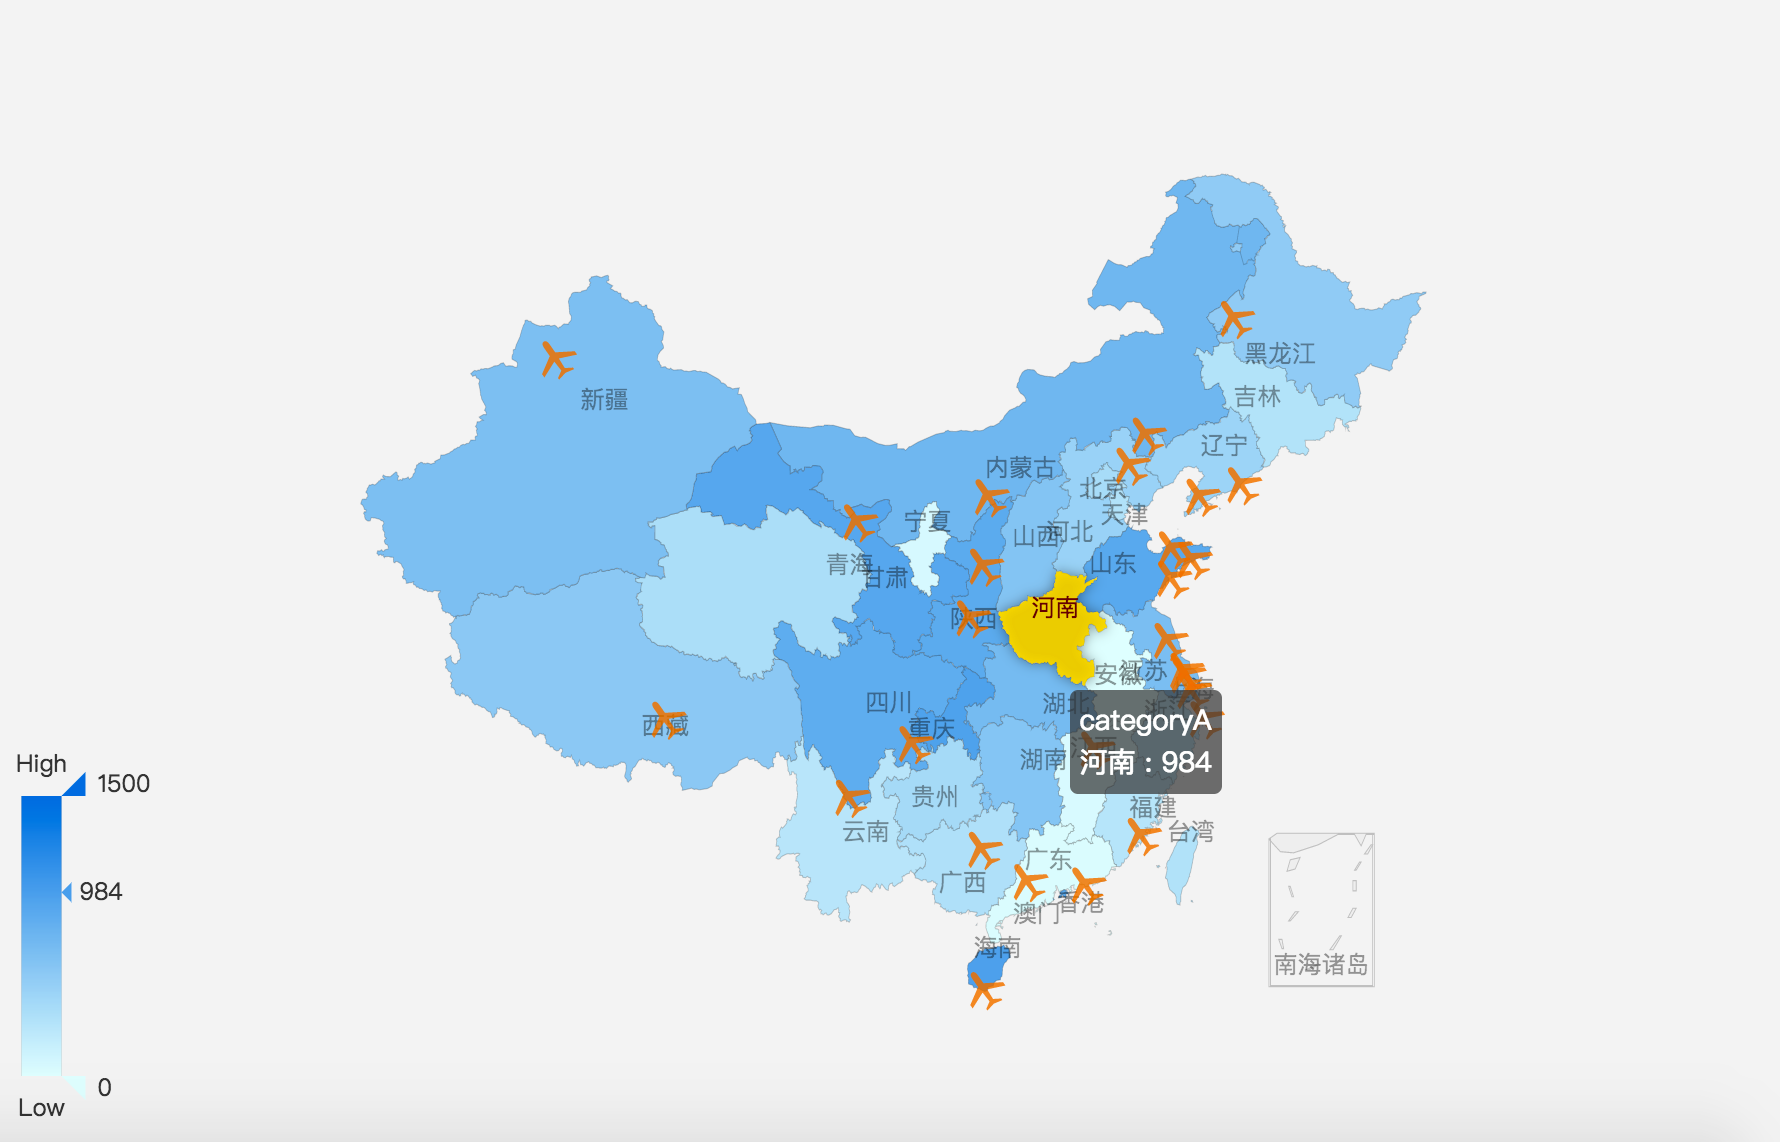 黑龙江
新疆
吉林
辽宁
内蒙古
北京
天津
宁夏
山西
河北
青海
甘肃
山东
河南
陕西
安徽
江苏
上海
西藏
四川
重庆
湖北
浙江
categoryA
河南 : 984
湖南
江西
贵州
云南
福建
台湾
广西
广东
澳门
香港
海南
南海诸岛
High
1500
984
0
Low